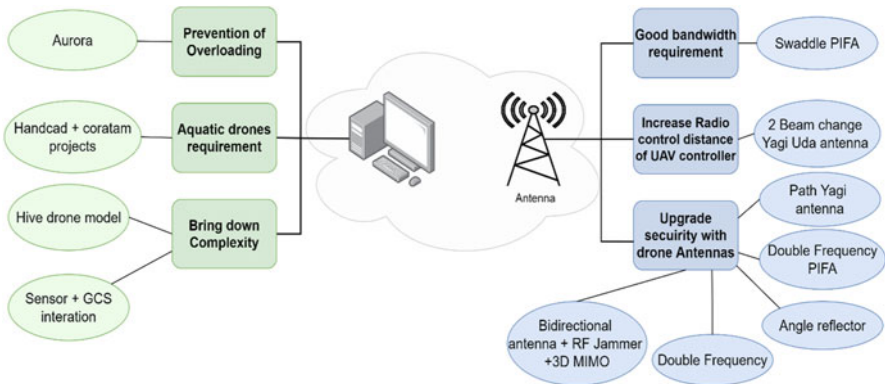 Aurora
Prevention of
Overloading
Handcad + coratam
projects
Aquatic drones
requirement
Hive drone model
Bring down
Complexity
Sensor + GCS
interation
Antenna
Good bandwidth
requirement
Swaddle PIFA
Increase Radio
control distance
of UAV controller
2 Beam change
Yagi Uda antenna
Upgrade
secuirity with
drone Antennas
Path Yagi
antenna
Double Frequency
PIFA
Angle reflector
Double Frequency
Bidirectional
antenna + RF Jammer
+3D MIMO